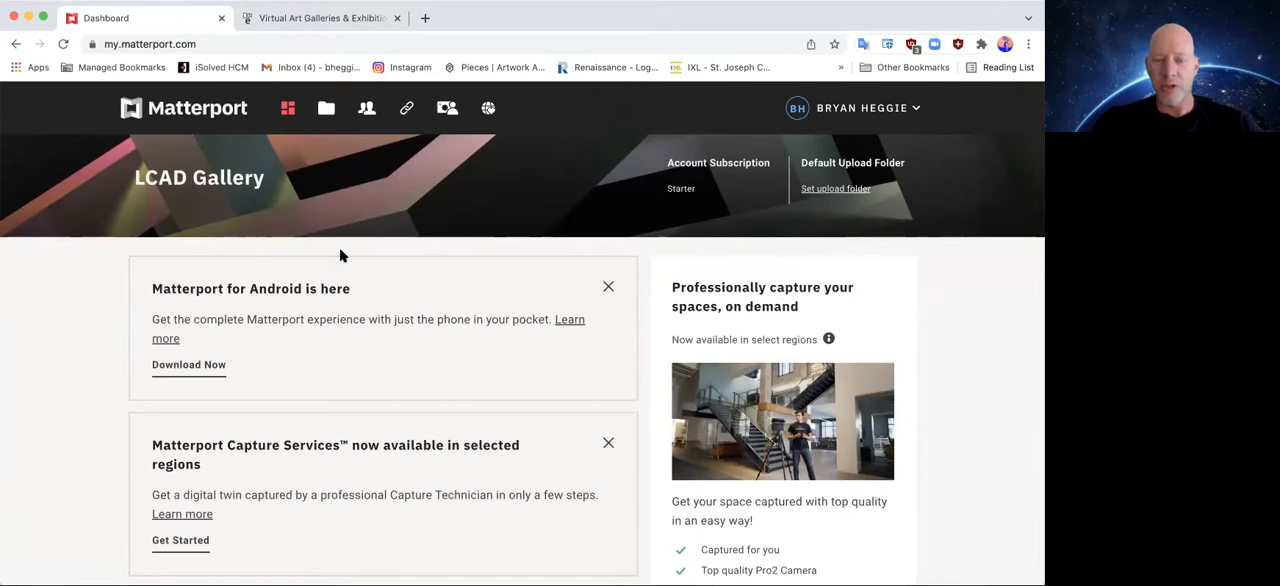 Dashboard
Virtual Art Galleries & Exhibitio
my.matterport.com
3
Apps
Managed Bookmarks
iSolved HCM
Inbox (4) - bheggi...
Instagram
Pieces | Artwork A...
Renaissance - Log...
IXL - St. Joseph C...
»
Other Bookmarks
Reading List
Matterport
BH
BRYAN HEGGIE
LCAD Gallery
Account Subscription
Starter
Default Upload Folder
Set upload folder
Matterport for Android is here
Get the complete Matterport experience with just the phone in your pocket. Learn
more
Download Now
Matterport Capture Services™ now available in selected
regions
Get a digital twin captured by a professional Capture Technician in only a few steps.
Learn more
Get Started
Professionally capture your
spaces, on demand
Now available in select regions
Get your space captured with top quality
in an easy way!
Captured for you
Top quality Pro2 Camera